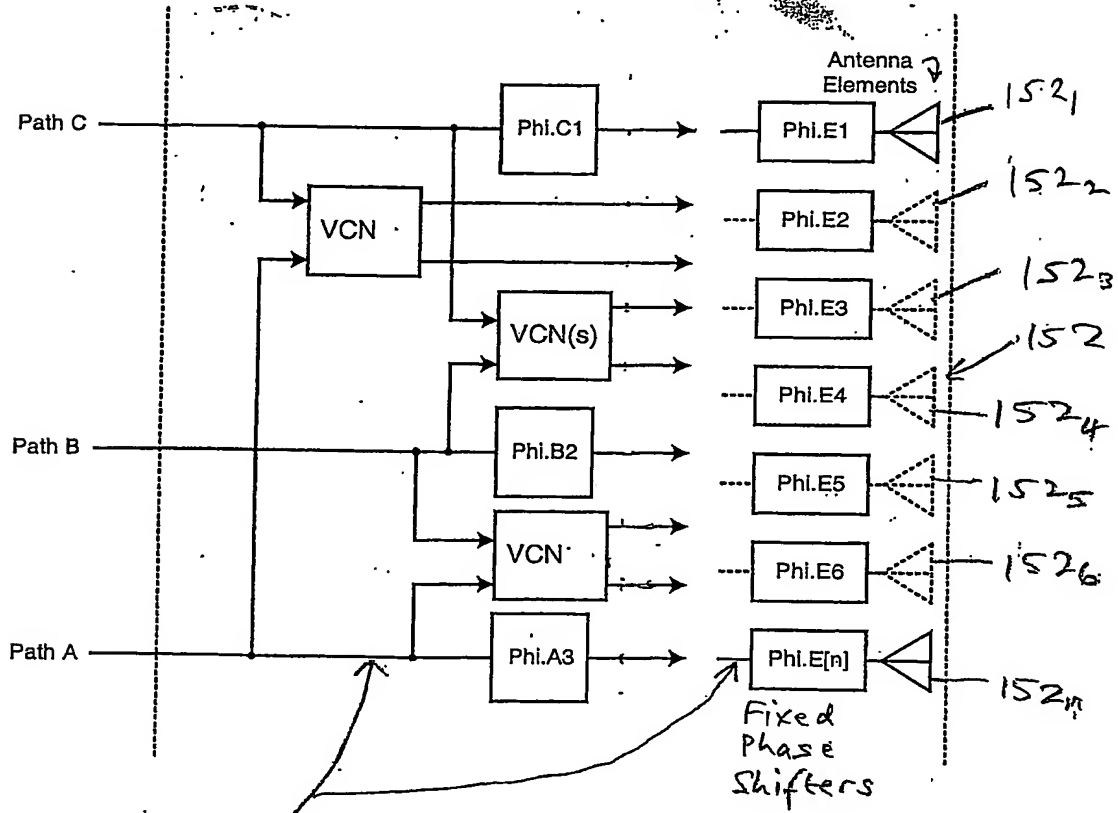 Antenna
Elements
152₁
Path C
Phi.C1
Phi.E1
152₂
VCN
Phi.E2
152₃
VCN(s)
Phi.E3
152
Phi.E4
152₄
Path B
Phi.B2
Phi.E5
152₅
VCN
Phi.E6
152₆
Path A
Phi.A3
Phi.E[n]
152ₙ
Fixed
Phase
Shifters